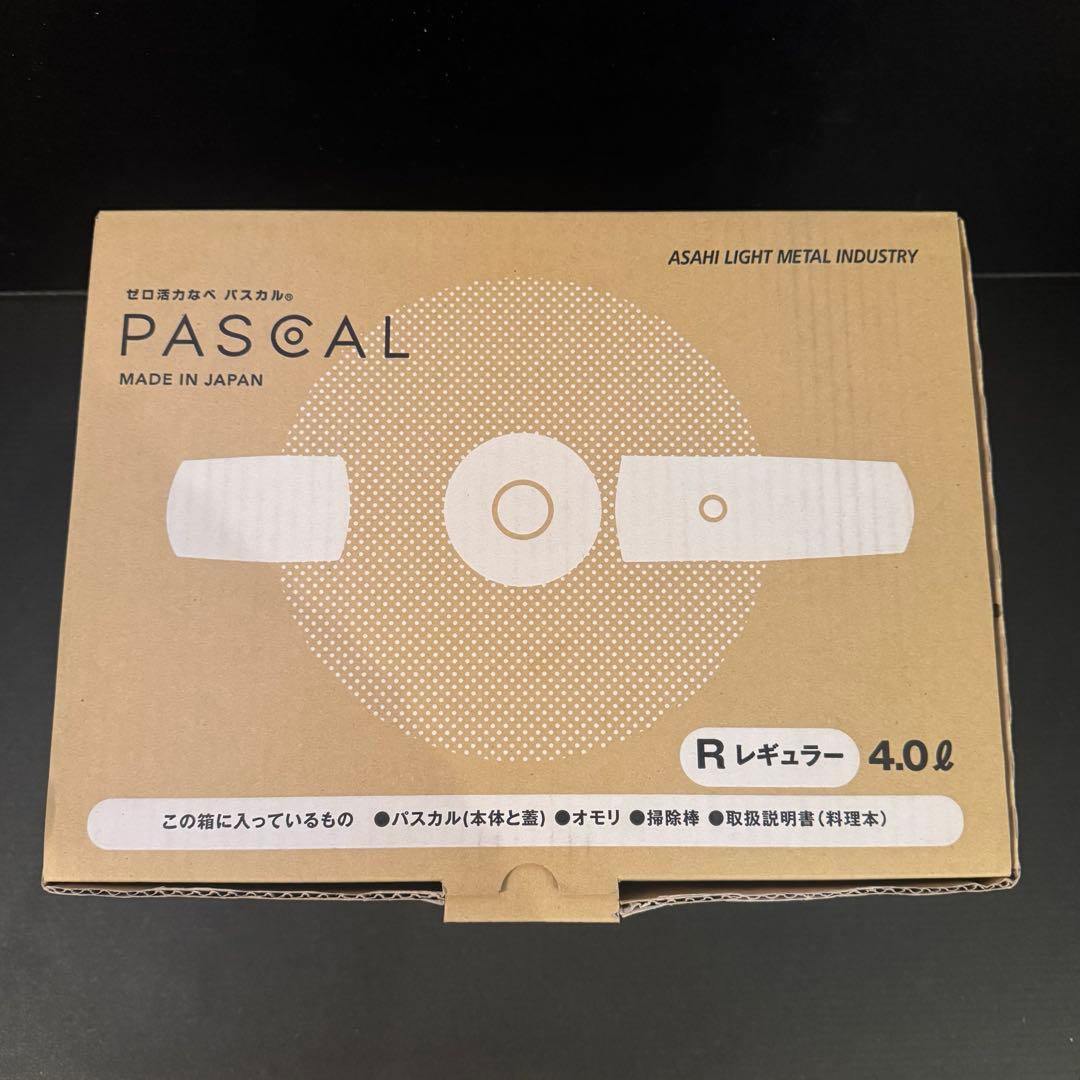 ASAHI LIGHT METAL INDUSTRY
ゼロ活力なべ パスカル®
PASCAL
MADE IN JAPAN
R レギュラー 4.0ℓ
この箱に入っているもの ●パスカル(本体と蓋) ●オモリ ●掃除棒 ●取扱説明書(料理本)